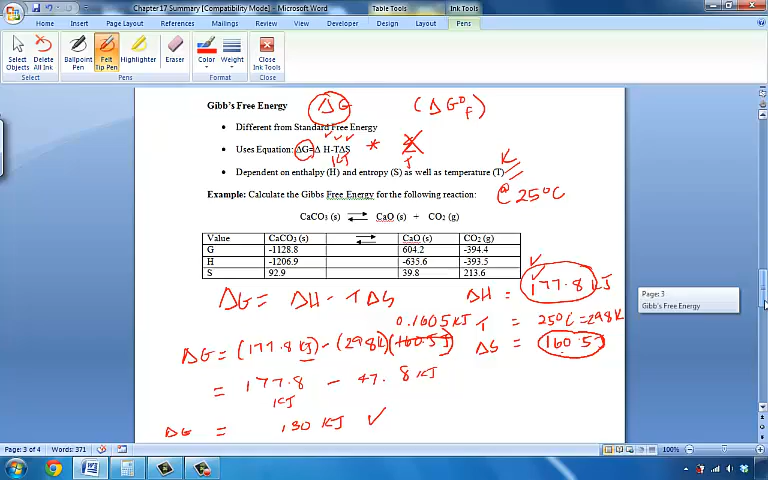 Chapter 17 Summary [Compatibility Mode] - Microsoft Word
Table Tools
Ink Tools
Home Insert Page Layout References Mailings Review View Developer Design Layout Pens
Select Objects
Delete All Ink
Ballpoint Pen
Felt Tip Pen
Highlighter
Eraser
Color
Weight
Close Ink Tools
Select Pens Format Close
Gibb's Free Energy ΔG (ΔG°f)
• Different from Standard Free Energy
• Uses Equation: ΔG=Δ H-TΔS *
KJ J
• Dependent on enthalpy (H) and entropy (S) as well as temperature (T) K
@ 25°C
Example: Calculate the Gibbs Free Energy for the following reaction:
CaCO3 (s) ⇄ CaO (s) + CO2 (g)
Value CaCO3 (s) ⇄ CaO (s) CO2 (g)
G -1128.8 604.2 -394.4
H -1206.9 -635.6 -393.5
S 92.9 39.8 213.6
ΔG = ΔH - TΔS
ΔH = 177.8 KJ
0.1605 KJ
T = 25°C = 298K
ΔG = (177.8 KJ) - (298K)(160.5J)
ΔS = 160.5J
= 177.8 KJ - 47.8 KJ
ΔG = 130 KJ ✓
Page: 3
Gibb's Free Energy
Page: 3 of 4 Words: 371 100%